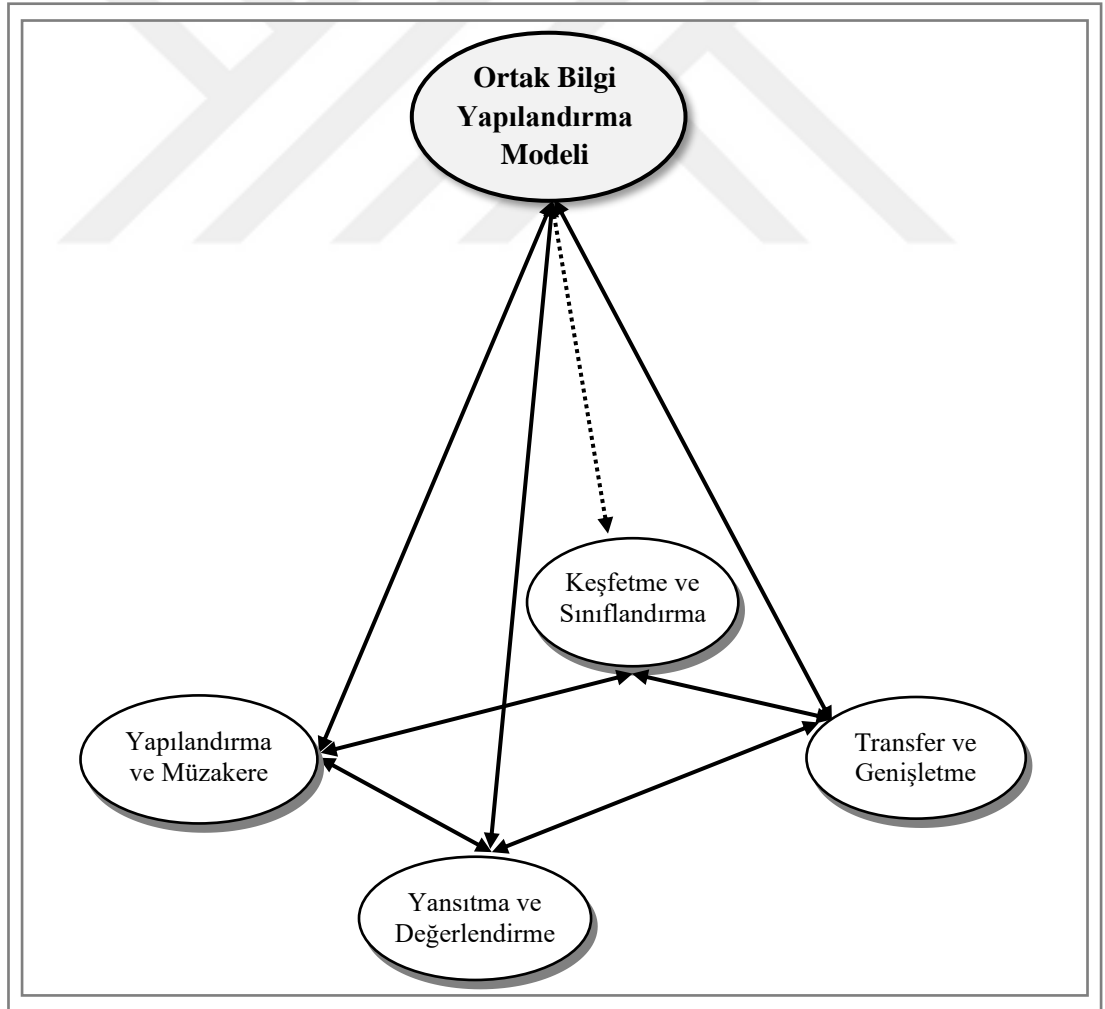 Ortak Bilgi
Yapılandırma
Modeli
Keşfetme ve
Sınıflandırma
Yapılandırma
ve Müzakere
Transfer ve
Genişletme
Yansıtma ve
Değerlendirme